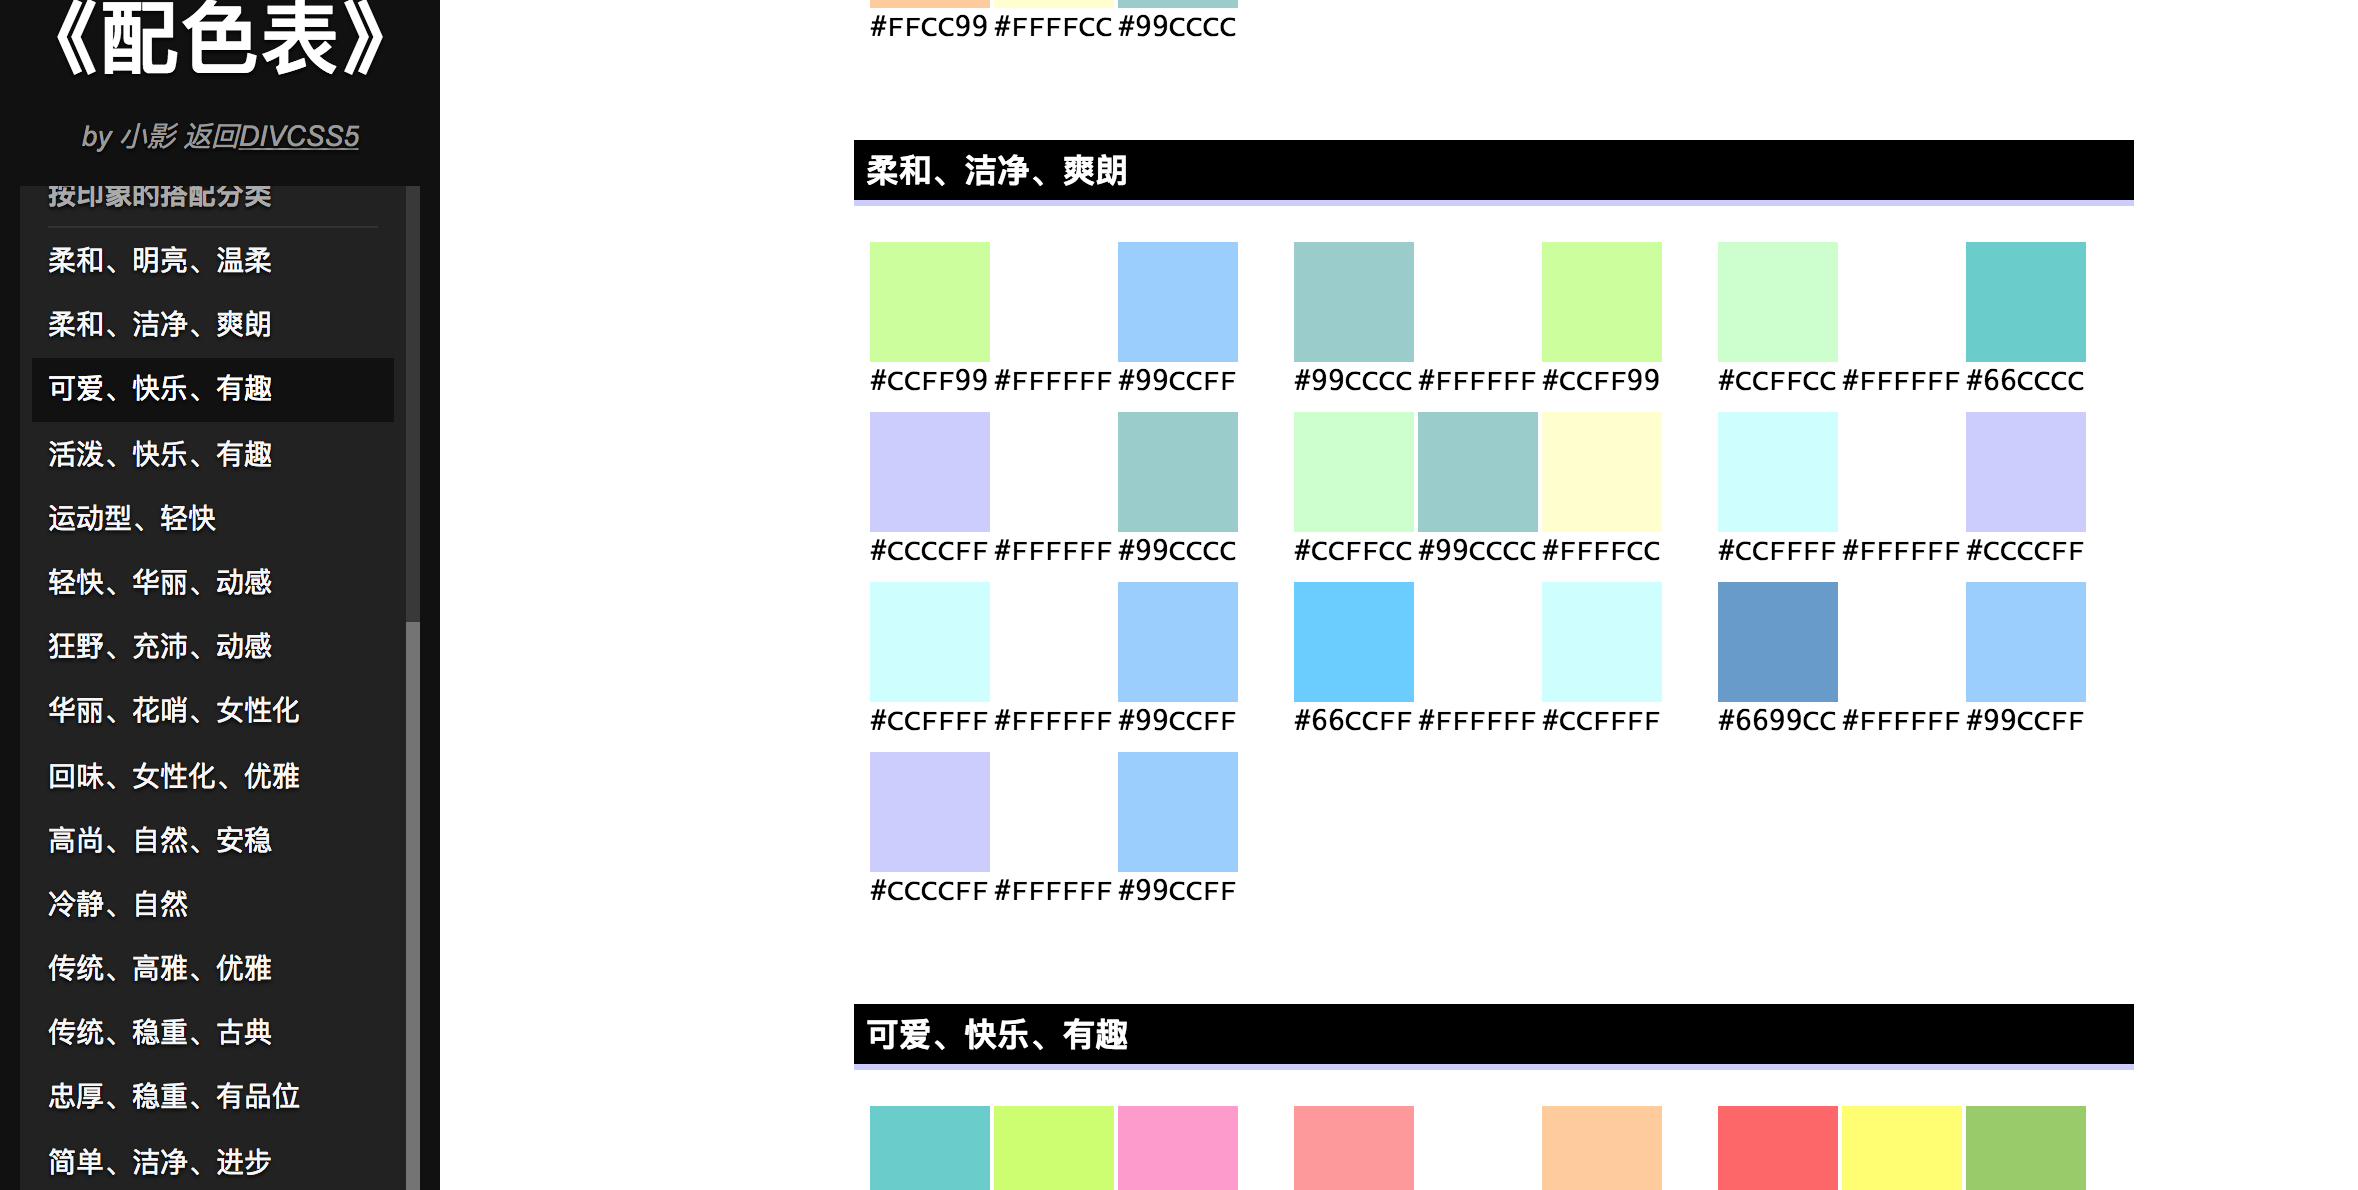 《配色表》
by 小影 返回DIVCSS5
按印象的搭配分类
柔和、明亮、温柔
柔和、洁净、爽朗
可爱、快乐、有趣
活泼、快乐、有趣
运动型、轻快
轻快、华丽、动感
狂野、充沛、动感
华丽、花哨、女性化
回味、女性化、优雅
高尚、自然、安稳
冷静、自然
传统、高雅、优雅
传统、稳重、古典
忠厚、稳重、有品位
简单、洁净、进步
#FFCC99 #FFFFCC #99CCCC
柔和、洁净、爽朗
#CCFF99 #FFFFFF #99CCFF #99CCCC #FFFFFF #CCFF99 #CCFFCC #FFFFFF #66CCCC
#CCCCFF #FFFFFF #99CCCC #CCFFCC #99CCCC #FFFFCC #CCFFFF #FFFFFF #CCCCFF
#CCFFFF #FFFFFF #99CCFF #66CCFF #FFFFFF #CCFFFF #6699CC #FFFFFF #99CCFF
#CCCCFF #FFFFFF #99CCFF
可爱、快乐、有趣